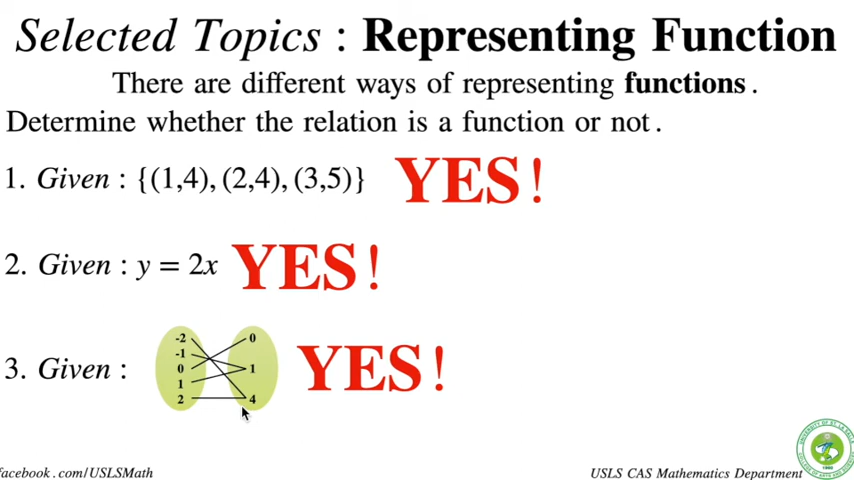 Selected Topics : Representing Function
There are different ways of representing functions .
Determine whether the relation is a function or not .
1. Given : {(1,4), (2,4), (3,5)} YES!
2. Given : y = 2x YES!
3. Given : YES!
-2 0
-1
0 1
1
2 4
facebook . com/USLSMath
USLS CAS Mathematics Department